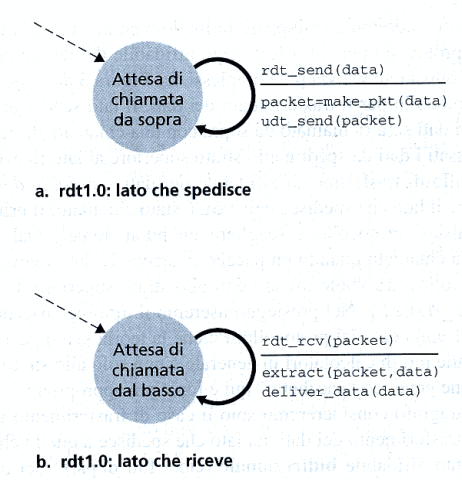 Attesa di
chiamata
da sopra
rdt_send(data)
packet=make_pkt(data)
udt_send(packet)
a. rdt1.0: lato che spedisce
Attesa di
chiamata
dal basso
rdt_rcv(packet)
extract(packet,data)
deliver_data(data)
b. rdt1.0: lato che riceve